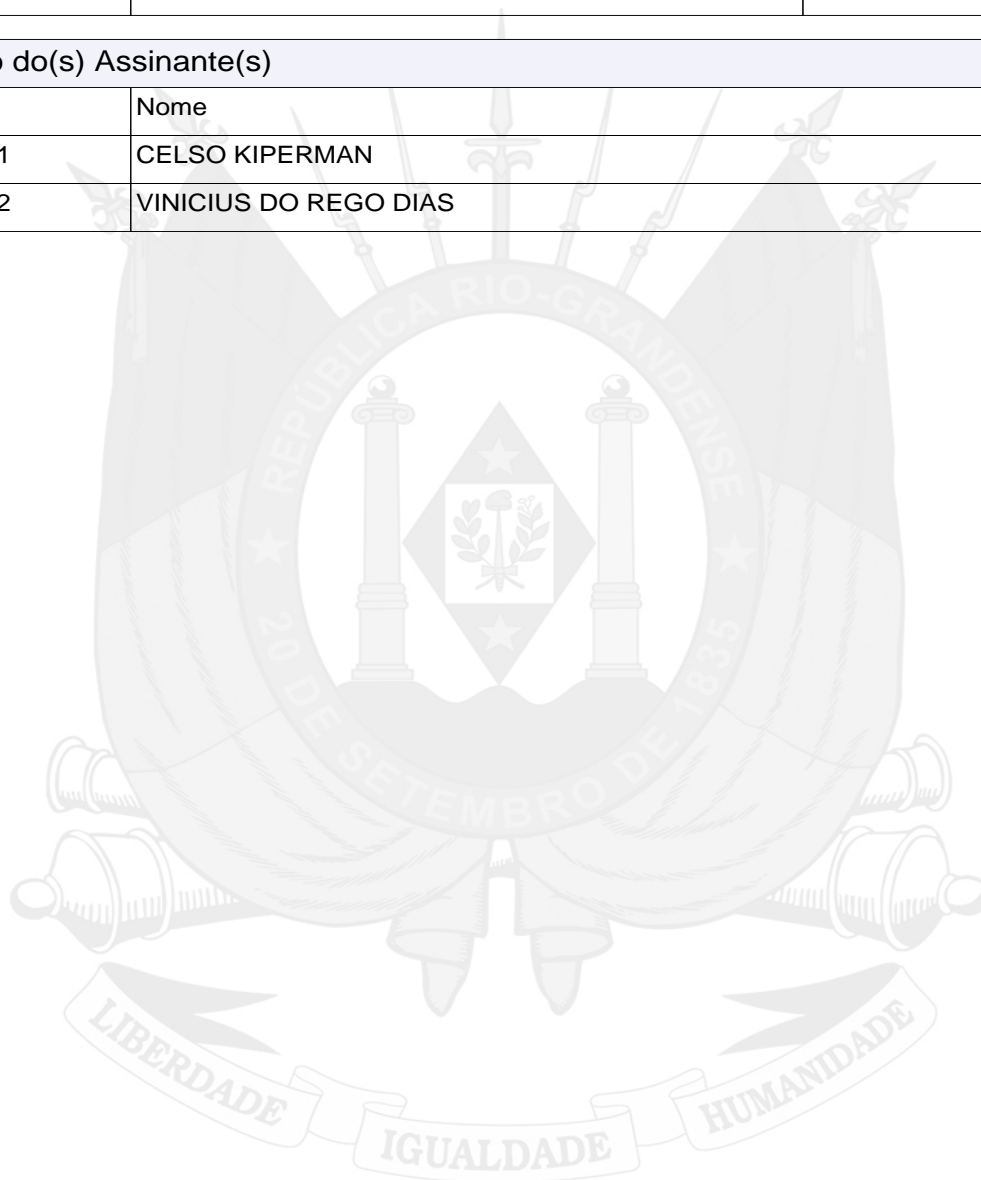 o do(s) Assinante(s)
Nome
1 CELSO KIPERMAN
2 VINICIUS DO REGO DIAS
REPÚBLICA RIO-GRANDENSE
★ 20 DE SETEMBRO DE 1835 ★
LIBERDADE IGUALDADE HUMANIDADE